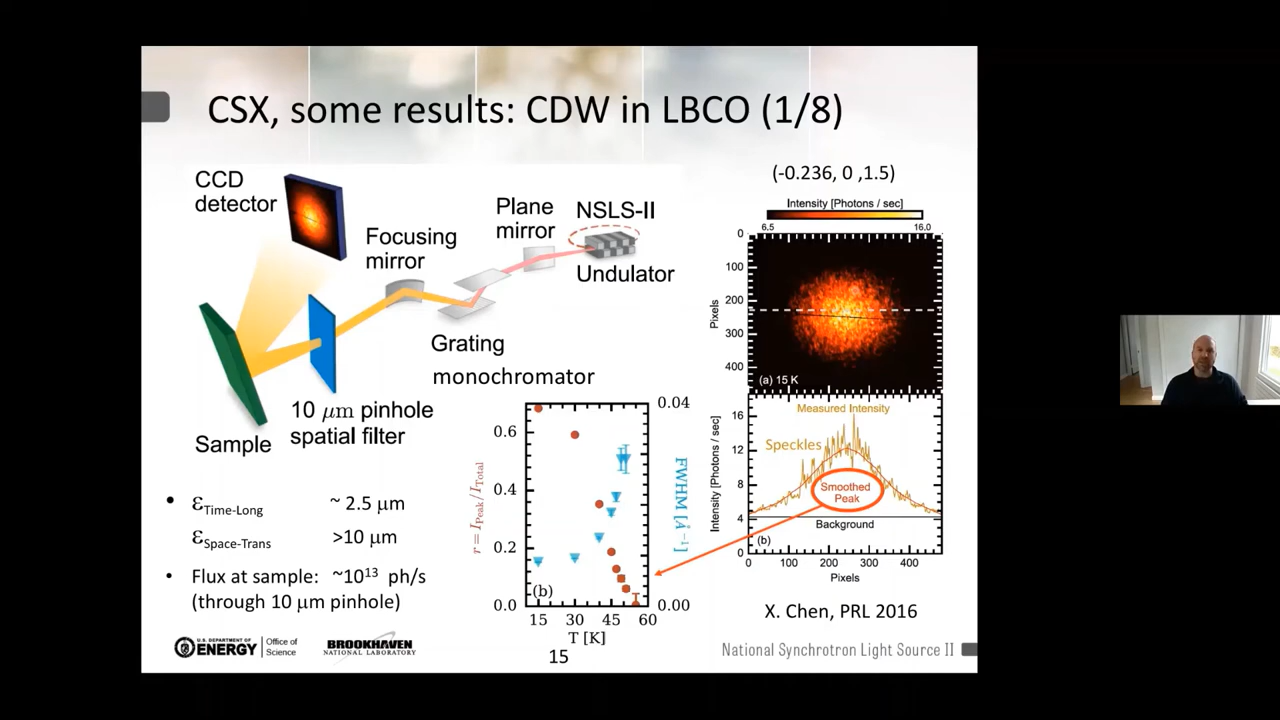 CSX, some results: CDW in LBCO (1/8)
CCD
detector
Focusing
mirror
Plane
mirror
NSLS-II
Undulator
Grating
monochromator
10 μm pinhole
spatial filter
Sample
• εTime-Long ~ 2.5 μm
εSpace-Trans >10 μm
• Flux at sample: ~10¹³ ph/s
(through 10 μm pinhole)
r = IPeak/ITotal
0.6
0.4
0.2
0.0
0.04
0.00
FWHM [Å⁻¹]
(b)
15 30 45 60
T [K]
(-0.236, 0 ,1.5)
Intensity [Photons / sec]
6.5 16.0
Pixels
0
100
200
300
400
(a) 15 K
Intensity [Photons / sec]
16
12
8
4
0
Measured Intensity
Speckles
Smoothed
Peak
Background
(b)
0 100 200 300 400
Pixels
X. Chen, PRL 2016
U.S. DEPARTMENT OF
ENERGY
Office of
Science
BROOKHAVEN
NATIONAL LABORATORY
15
National Synchrotron Light Source II